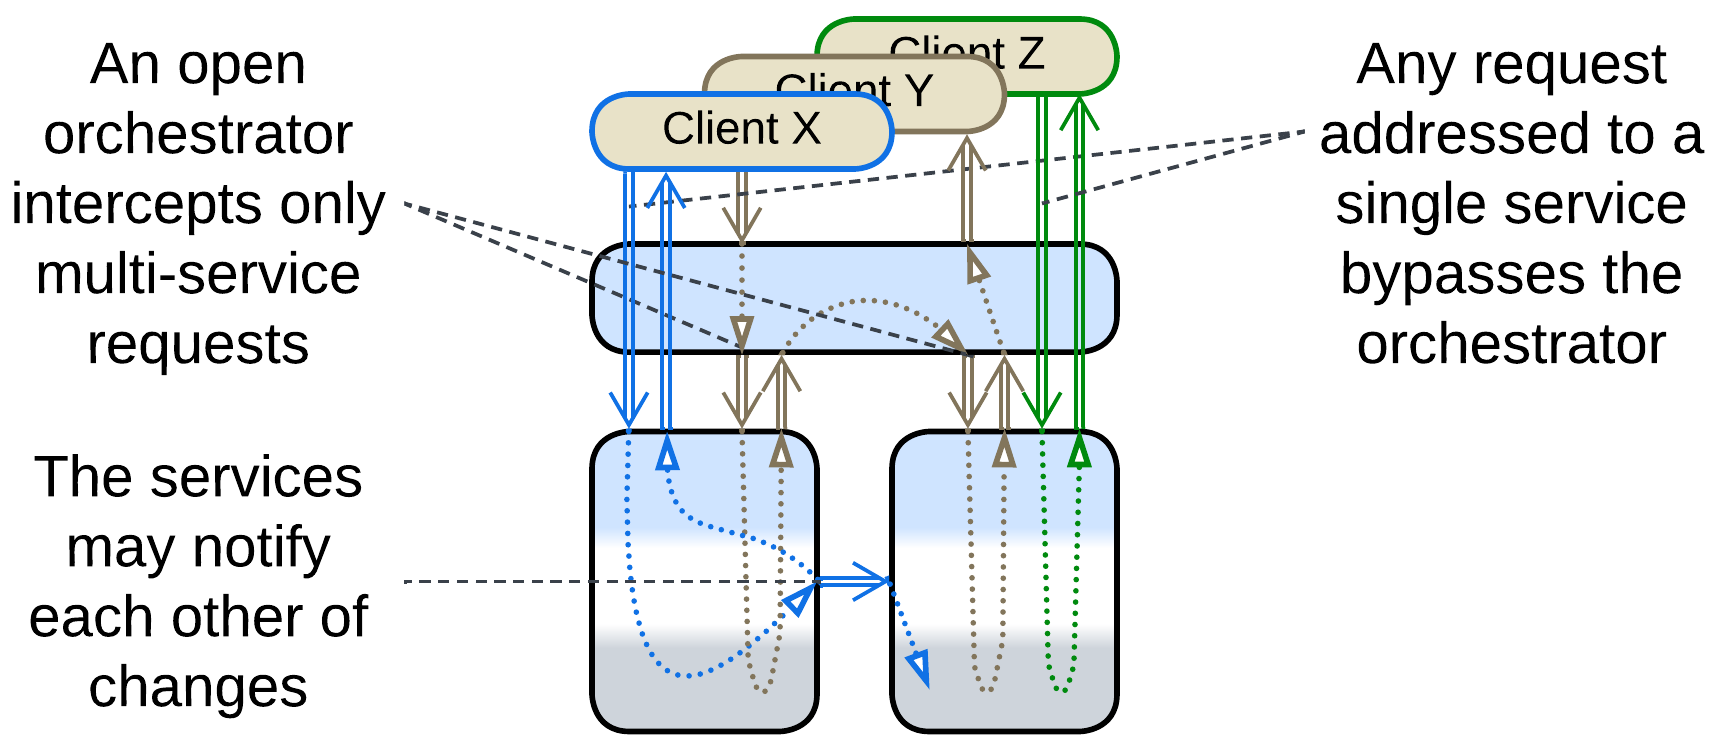 An open
orchestrator
intercepts only
multi-service
requests
Client Z
Client Y
Client X
Any request
addressed to a
single service
bypasses the
orchestrator
The services
may notify
each other of
changes